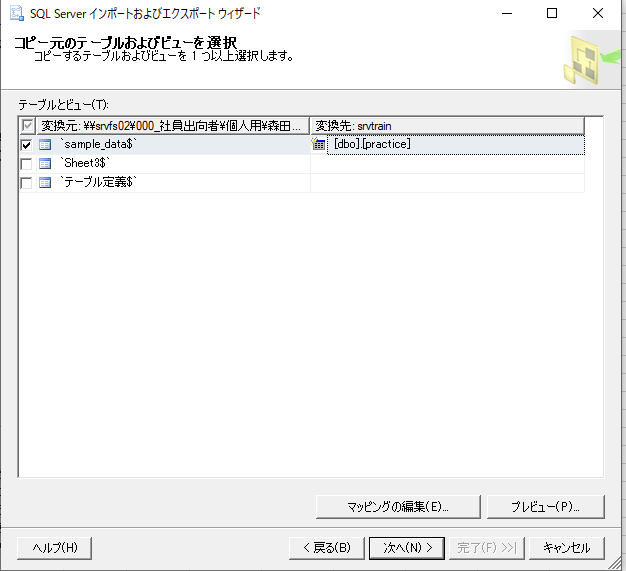 SQL Server インポートおよびエクスポート ウィザード
コピー元のテーブルおよびビューを選択
コピーするテーブルおよびビューを 1 つ以上選択します。
テーブルとビュー(T):
変換元: ¥¥srvfs02¥000_社員出向者¥個人用¥森田... 変換先: srvtrain
`sample_data$` [dbo].[practice]
`Sheet3$`
`テーブル定義$`
マッピングの編集(E)... プレビュー(P)...
ヘルプ(H) < 戻る(B) 次へ(N) > 完了(F) >>| キャンセル